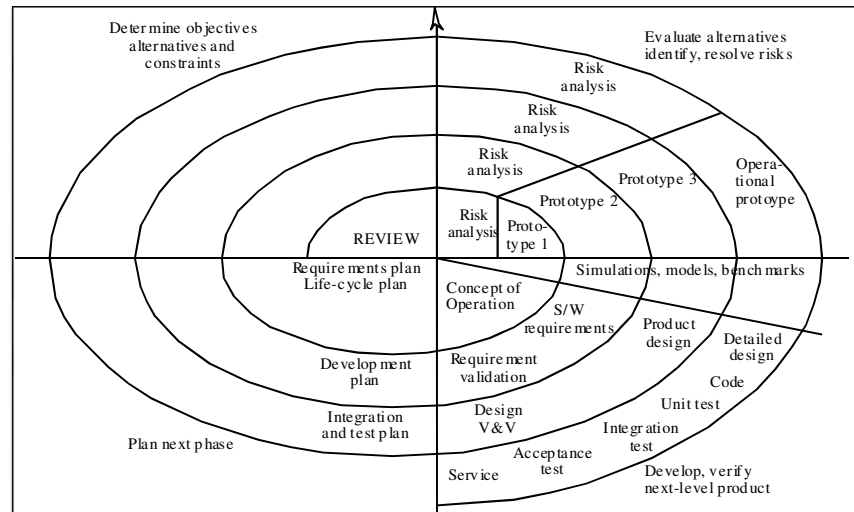 Determine objectives
alternatives and
constraints
Evaluate alternatives
identify, resolve risks
Risk
analysis
Risk
analysis
Risk
analysis
Risk
analysis
Proto-
type 1
Prototype 2
Prototype 3
Opera-
tional
protoype
REVIEW
Requirements plan
Life-cycle plan
Development
plan
Integration
and test plan
Plan next phase
Simulations, models, benchmarks
Concept of
Operation
S/W
requirements
Requirement
validation
Product
design
Detailed
design
Design
V&V
Code
Unit test
Integration
test
Acceptance
test
Service
Develop, verify
next-level product